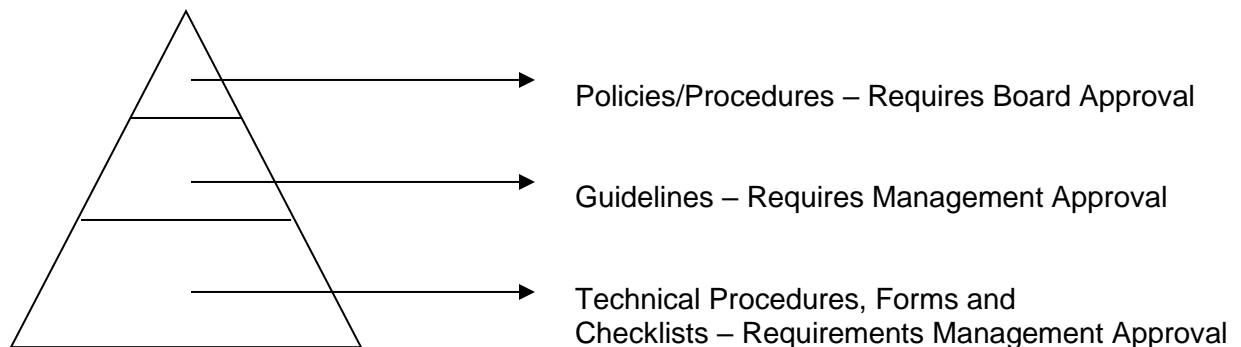 Policies/Procedures – Requires Board Approval
Guidelines – Requires Management Approval
Technical Procedures, Forms and
Checklists – Requirements Management Approval